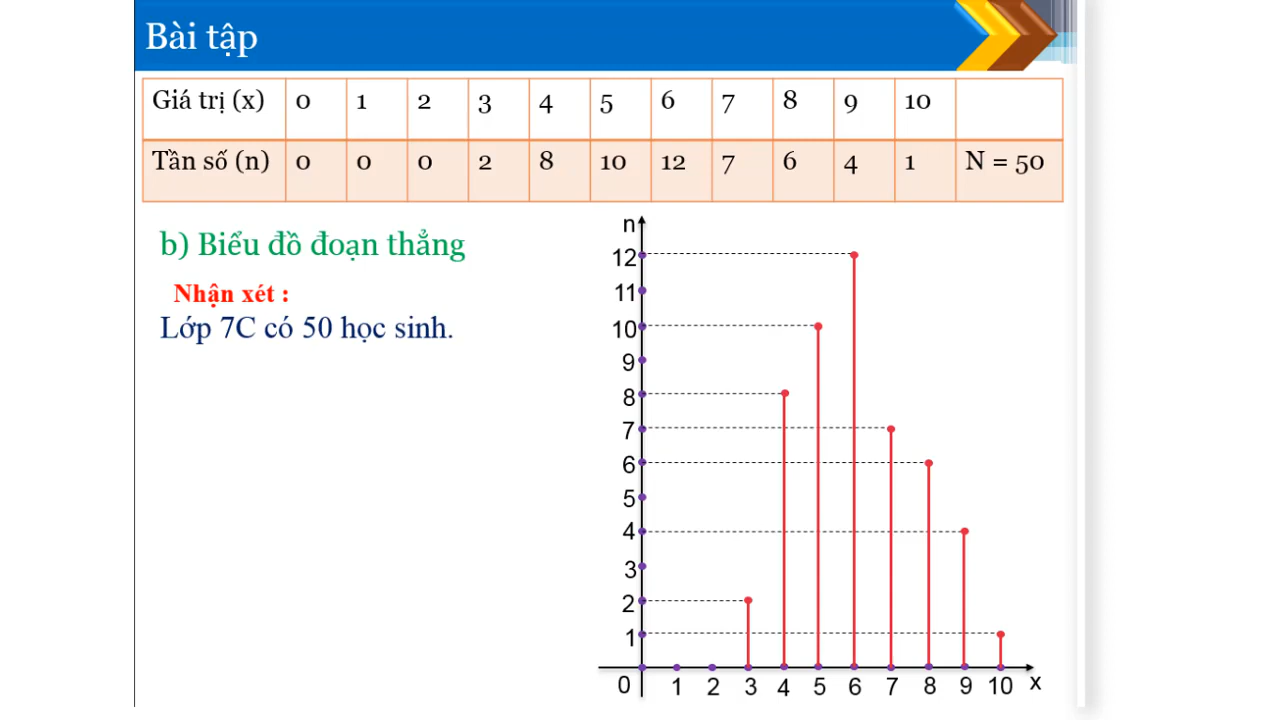 Bài tập
Giá trị (x) 0 1 2 3 4 5 6 7 8 9 10
Tần số (n) 0 0 0 2 8 10 12 7 6 4 1 N = 50
b) Biểu đồ đoạn thẳng
Nhận xét :
Lớp 7C có 50 học sinh.
n
12
11
10
9
8
7
6
5
4
3
2
1
0 1 2 3 4 5 6 7 8 9 10 x